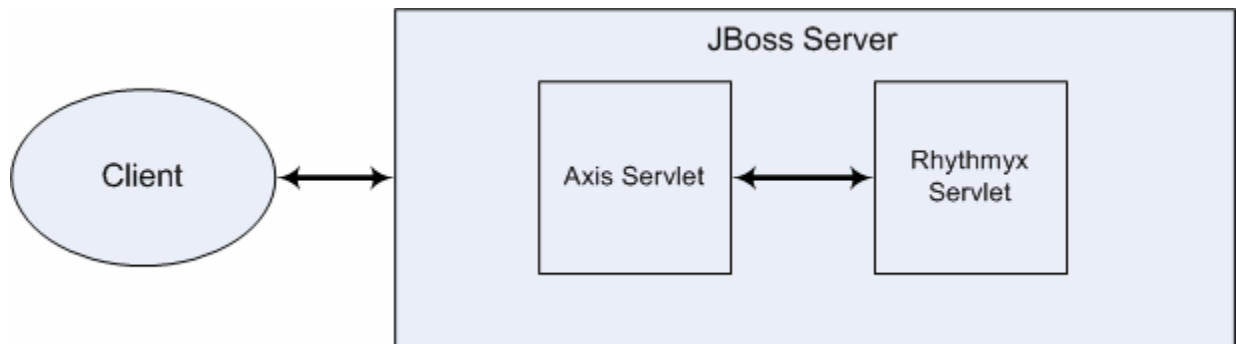 JBoss Server
Client
Axis Servlet
Rhythmyx
Servlet